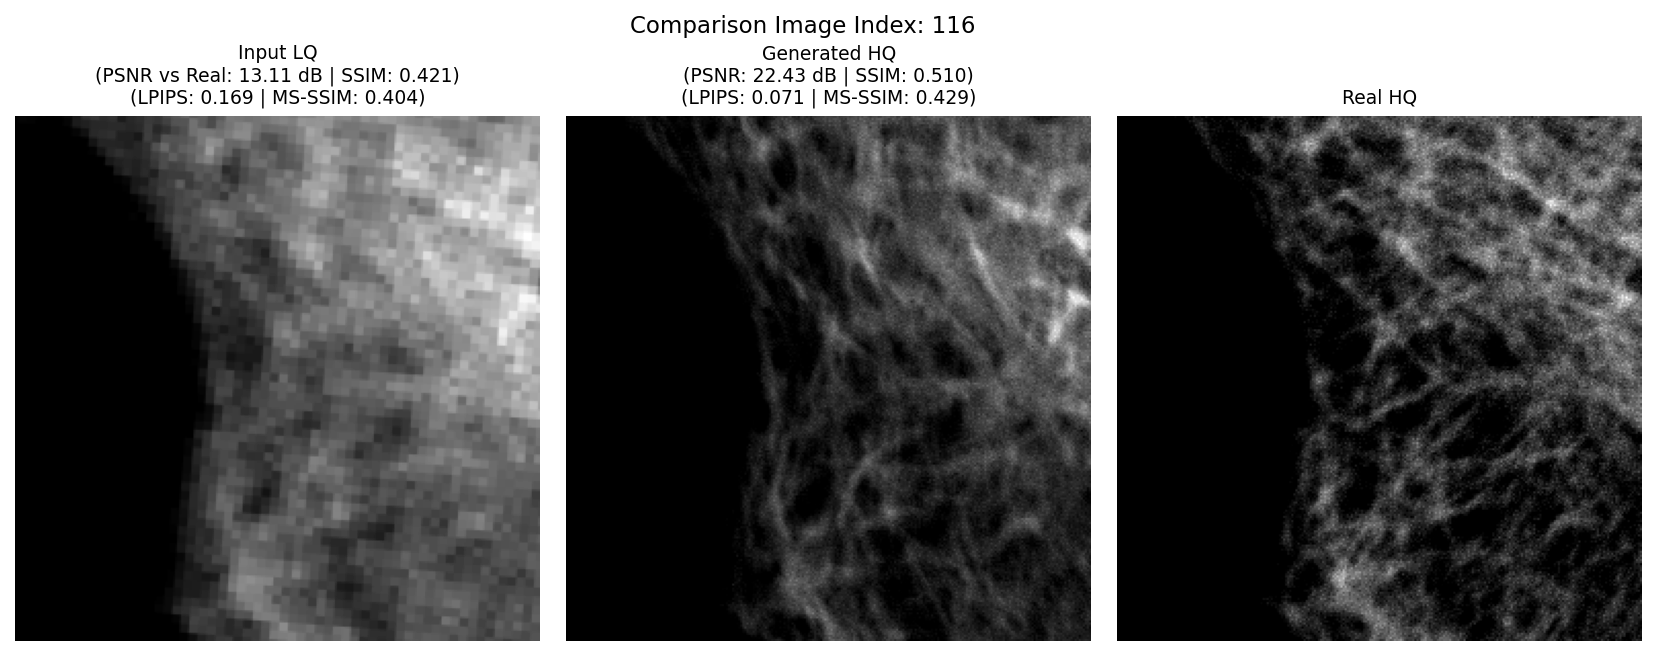 Comparison Image Index: 116
Input LQ
(PSNR vs Real: 13.11 dB | SSIM: 0.421)
(LPIPS: 0.169 | MS-SSIM: 0.404)
Generated HQ
(PSNR: 22.43 dB | SSIM: 0.510)
(LPIPS: 0.071 | MS-SSIM: 0.429)
Real HQ